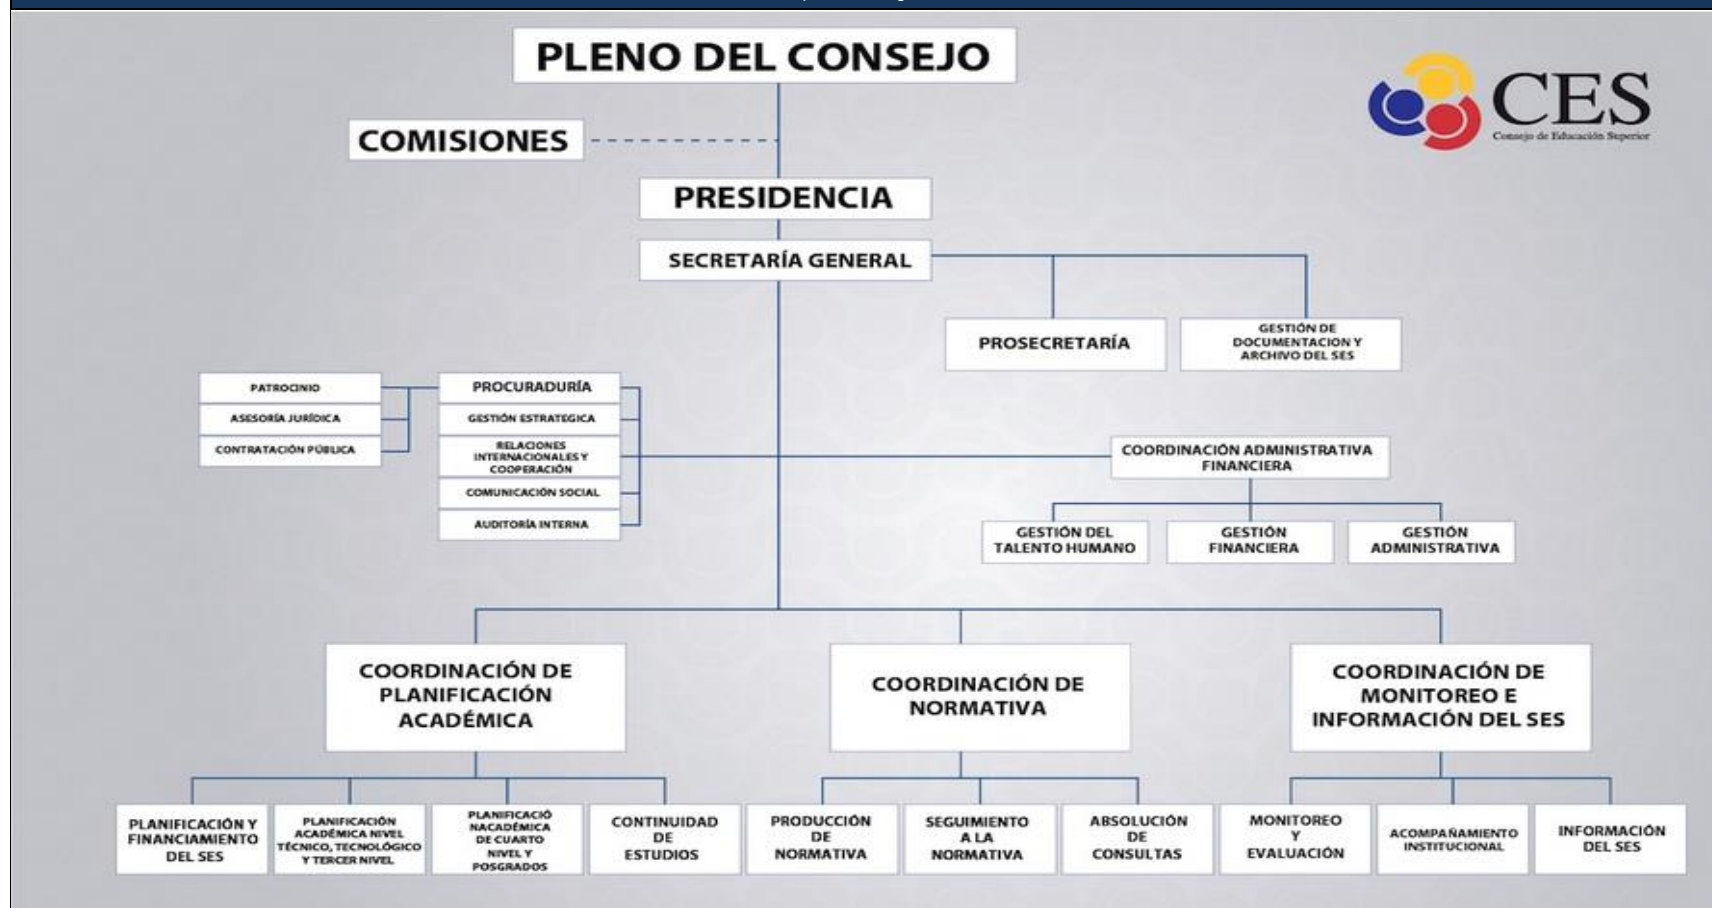 PLENO DEL CONSEJO
CES
Consejo de Educación Superior
COMISIONES
PRESIDENCIA
SECRETARÍA GENERAL
PROSECRETARÍA
GESTIÓN DE
DOCUMENTACION Y
ARCHIVO DEL SES
PATROCINIO
ASESORÍA JURÍDICA
CONTRATACIÓN PÚBLICA
PROCURADURÍA
GESTIÓN ESTRATEGICA
RELACIONES
INTERNACIONALES Y
COOPERACIÓN
COMUNICACIÓN SOCIAL
AUDITORÍA INTERNA
COORDINACIÓN ADMINISTRATIVA
FINANCIERA
GESTIÓN DEL
TALENTO HUMANO
GESTIÓN
FINANCIERA
GESTIÓN
ADMINISTRATIVA
COORDINACIÓN DE
PLANIFICACIÓN
ACADÉMICA
COORDINACIÓN DE
NORMATIVA
COORDINACIÓN DE
MONITOREO E
INFORMACIÓN DEL SES
PLANIFICACIÓN Y
FINANCIAMIENTO
DEL SES
PLANIFICACIÓN
ACADÉMICA NIVEL
TÉCNICO, TECNOLÓGICO
Y TERCER NIVEL
PLANIFICACIÓ
NACADÉMICA
DE CUARTO
NIVEL Y
POSGRADOS
CONTINUIDAD
DE
ESTUDIOS
PRODUCCIÓN
DE
NORMATIVA
SEGUIMIENTO
A LA
NORMATIVA
ABSOLUCIÓN
DE
CONSULTAS
MONITOREO
Y
EVALUACIÓN
ACOMPAÑAMIENTO
INSTITUCIONAL
INFORMACIÓN
DEL SES